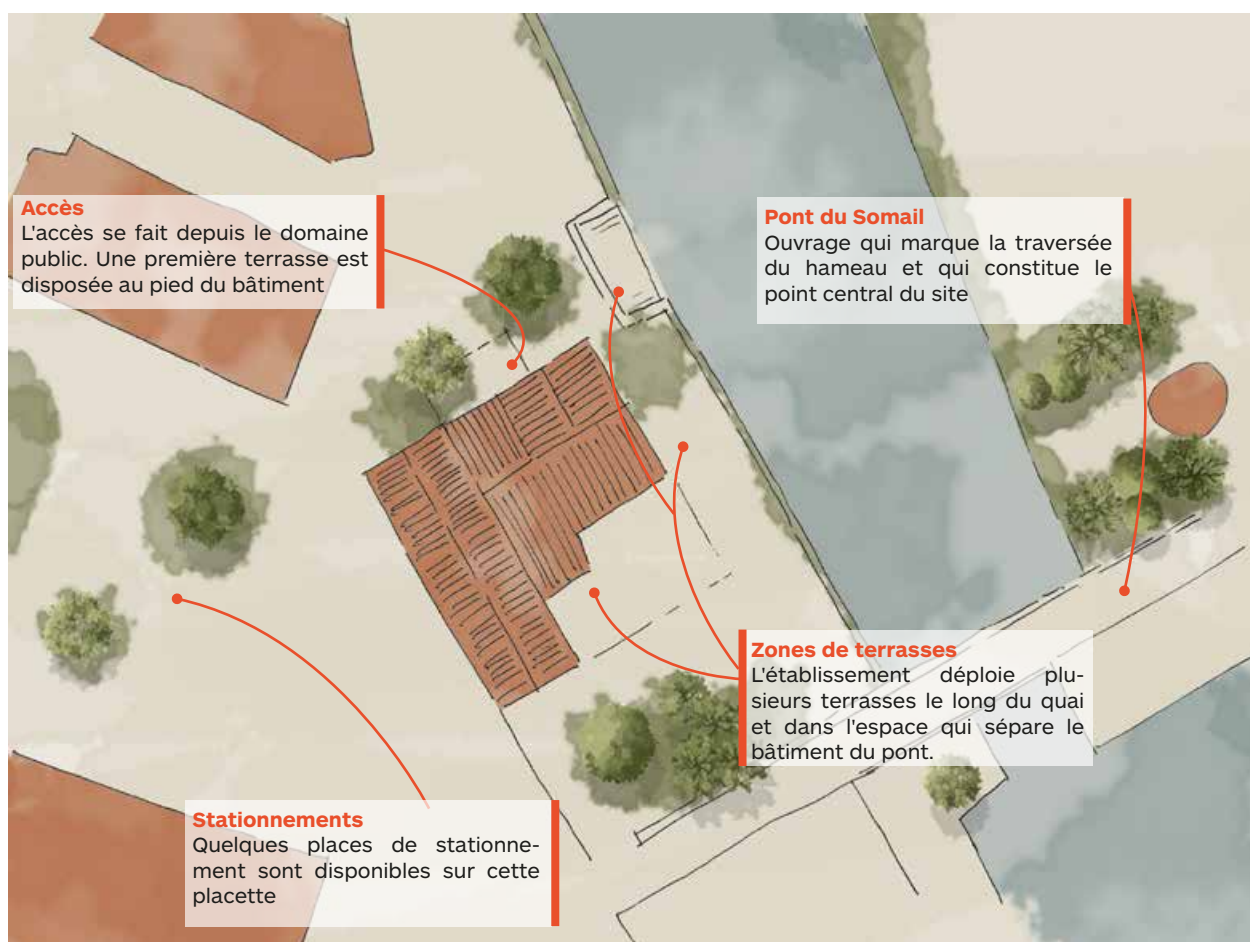 Accès
L'accès se fait depuis le domaine
public. Une première terrasse est
disposée au pied du bâtiment
Pont du Somail
Ouvrage qui marque la traversée
du hameau et qui constitue le
point central du site
Zones de terrasses
L'établissement déploie plu-
sieurs terrasses le long du quai
et dans l'espace qui sépare le
bâtiment du pont.
Stationnements
Quelques places de stationne-
ment sont disponibles sur cette
placette